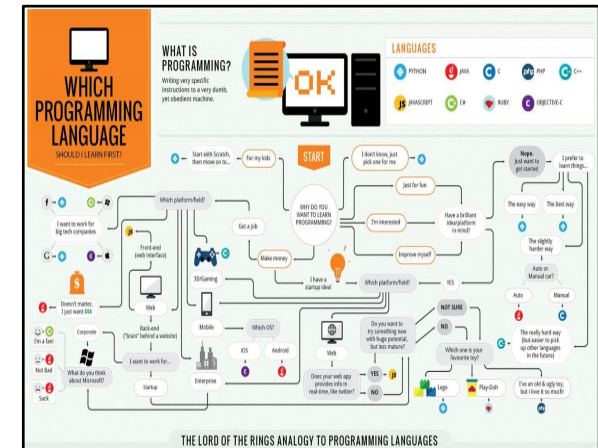 WHICH
PROGRAMMING
LANGUAGE
SHOULD I LEARN FIRST?
WHAT IS
PROGRAMMING?
Writing very specific
instructions to a very dumb,
yet obedient machine.
OK
LANGUAGES
PYTHON
JAVA
C
PHP
C++
JAVASCRIPT
C#
RUBY
OBJECTIVE-C
START
Start with Scratch,
then move on to...
For my kids
I don't know, just
pick one for me
Nope,
Just want to
get started
I prefer to
learn things...
WHY DO YOU
WANT TO LEARN
PROGRAMMING?
Just for fun
I'm interested
Improve myself
Have a brilliant
idea/platform
in mind?
The easy way
The best way
The slightly
harder way
Auto or
Manual car?
Auto
Manual
The really hard way
(but easier to
pick up other
languages
in the future)
Get a job
Make money
I have a
startup idea
Which platform/field?
YES
Which platform/field?
I want to work for
big tech companies
Doesn't matter,
I just want $$$
Front-end
(web interface)
Web
Back-end
("brain" behind a website)
I want to work for...
Corporate
Startup
What do you think
about Microsoft?
I'm a fan!
Not Bad
Suck
3D/Gaming
Mobile
Which OS?
iOS
Android
Enterprise
Web
Does your web app
provides info in
real-time, like twitter?
Do you want to
try something new
with huge potential,
but less mature?
YES
NO
NOT SURE
NO
Which one is your
favourite toy?
Lego
Play-Doh
I've an old & ugly toy,
but I love it so much!
THE LORD OF THE RINGS ANALOGY TO PROGRAMMING LANGUAGES